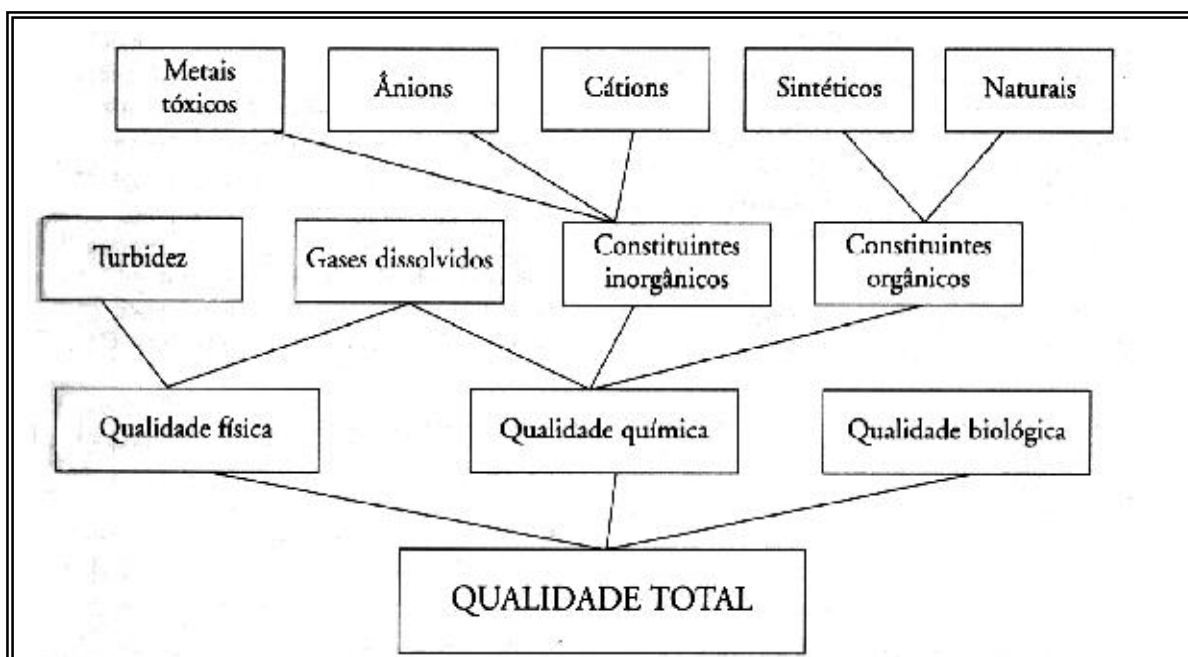 Metais
tóxicos
Ânions
Cátions
Sintéticos
Naturais
Turbidez
Gases dissolvidos
Constituintes
inorgânicos
Constituintes
orgânicos
Qualidade física
Qualidade química
Qualidade biológica
QUALIDADE TOTAL